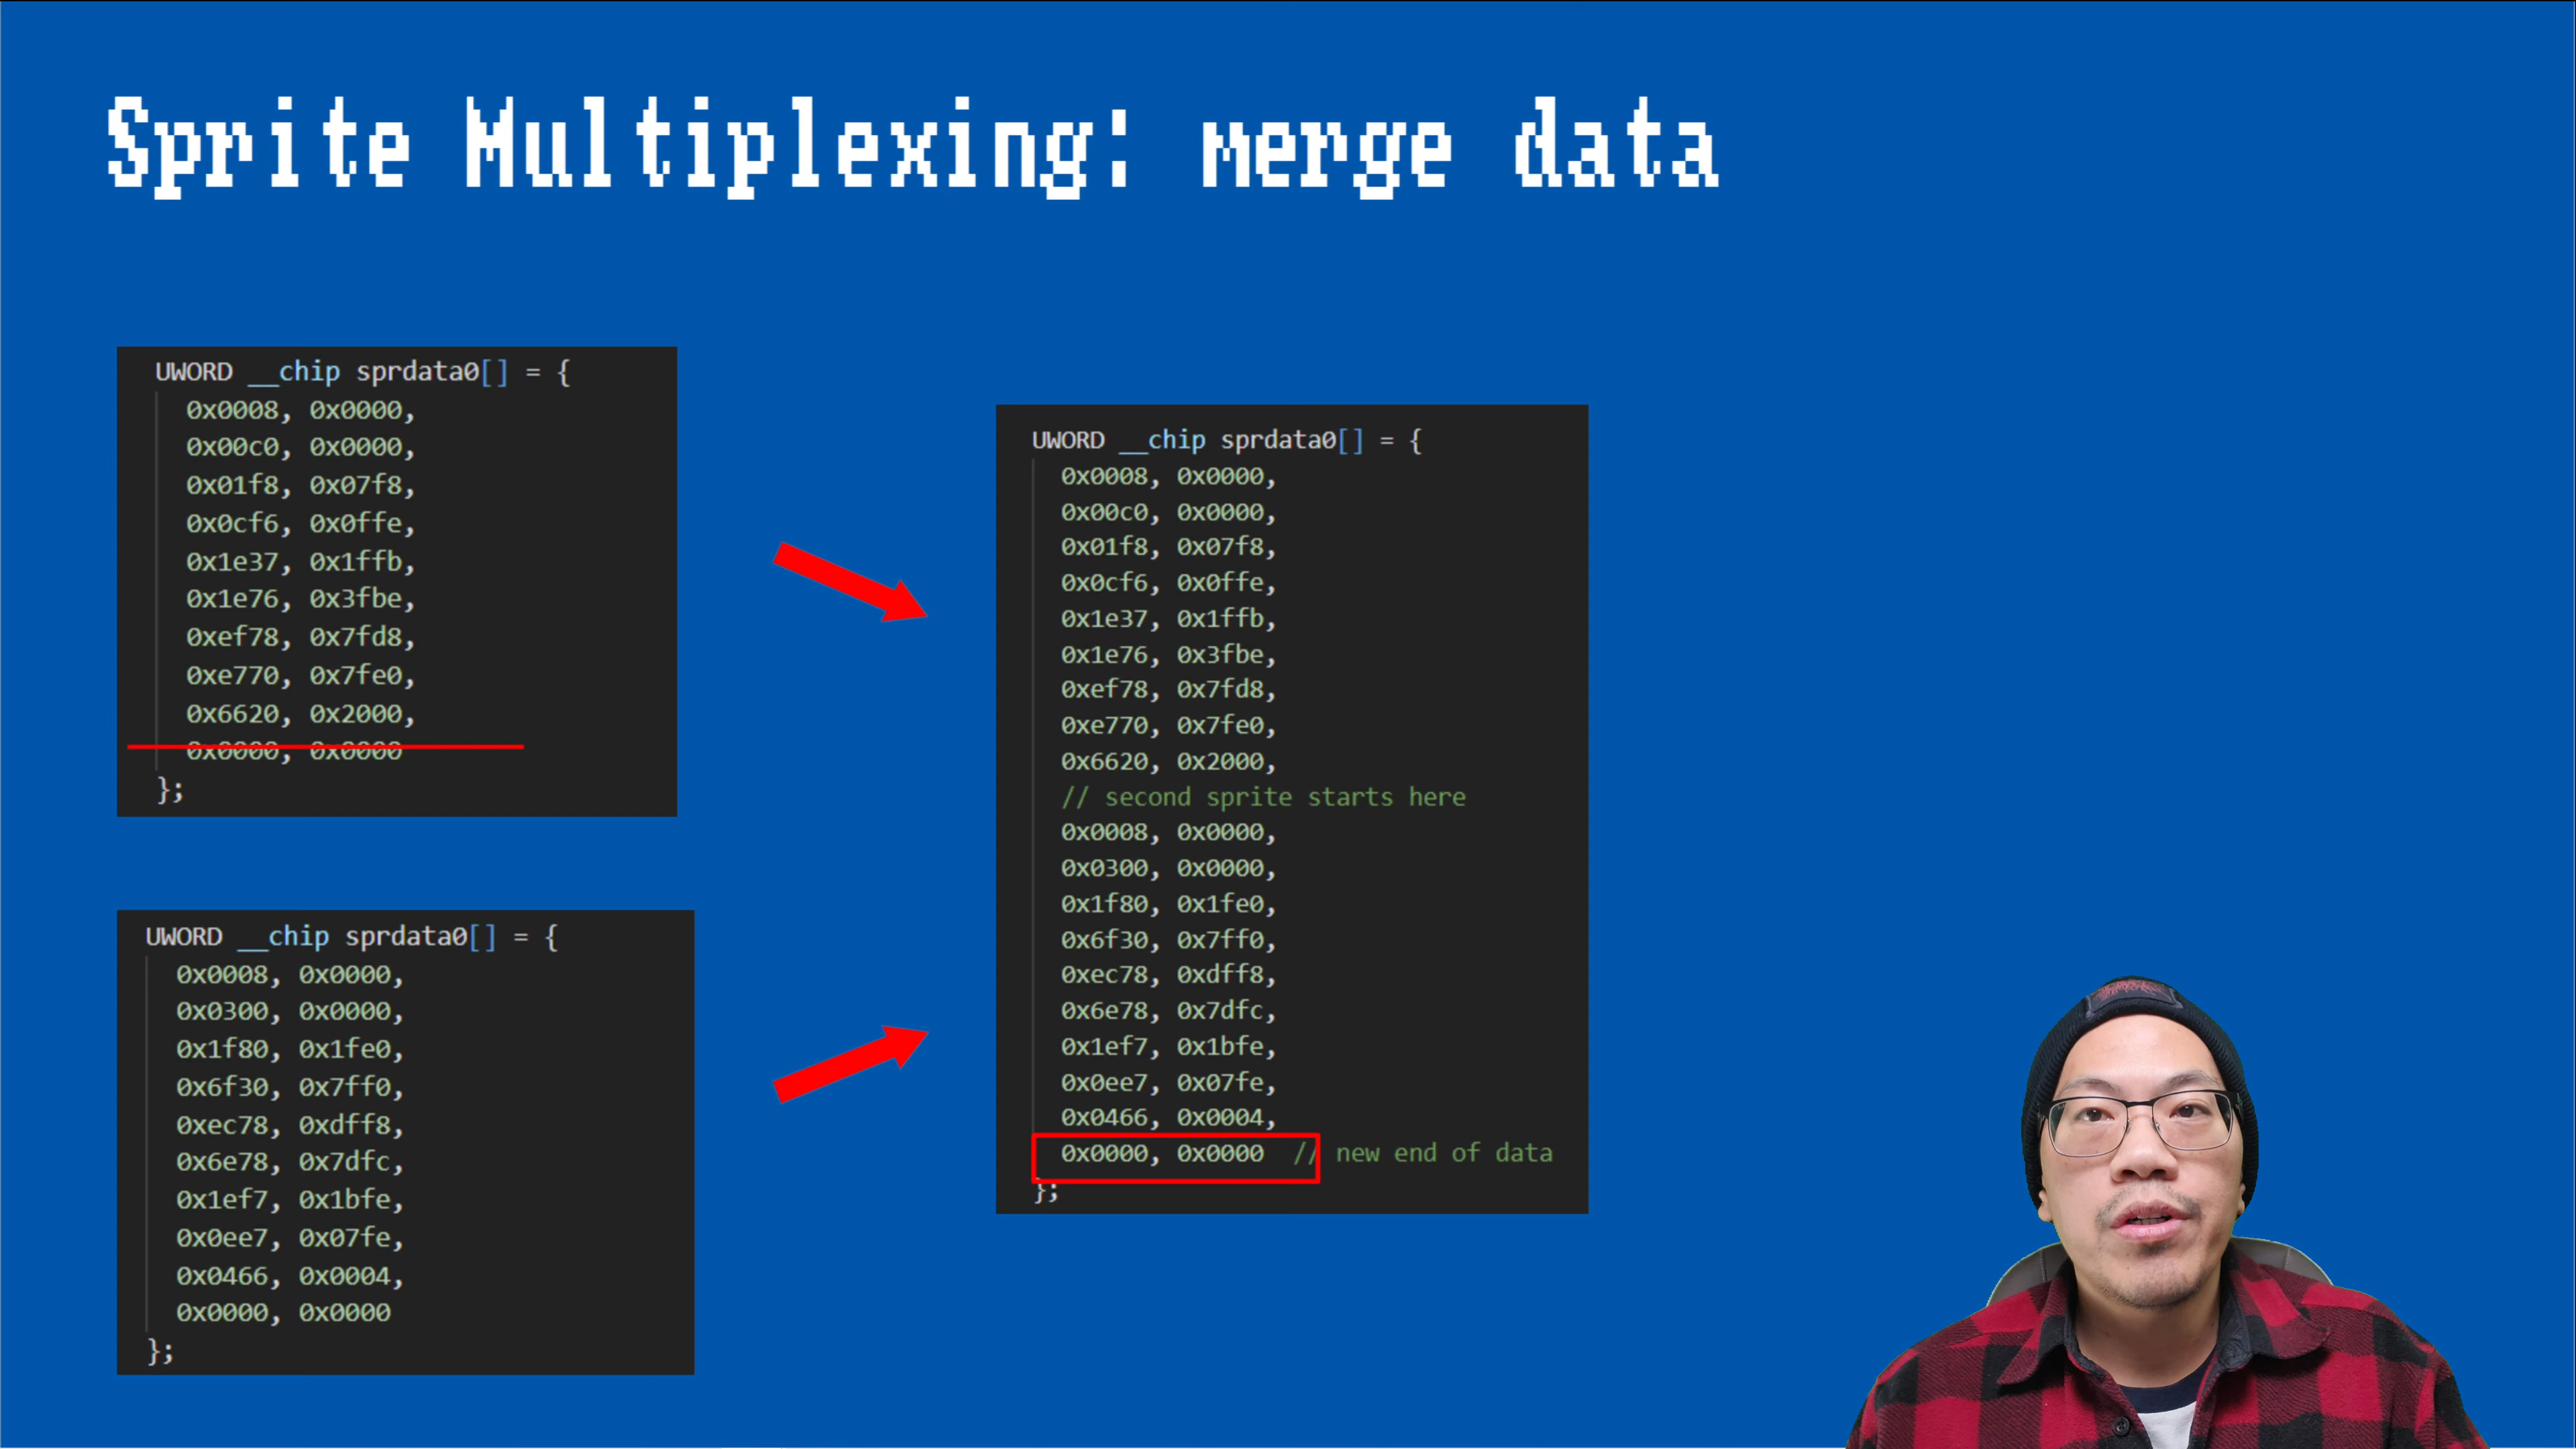 Sprite Multiplexing: merge data
UWORD __chip sprdata0[] = {
0x0008, 0x0000,
0x00c0, 0x0000,
0x01f8, 0x07f8,
0x0cf6, 0x0ffe,
0x1e37, 0x1ffb,
0x1e76, 0x3fbe,
0xef78, 0x7fd8,
0xe770, 0x7fe0,
0x6620, 0x2000,
0x0000, 0x0000
};
UWORD __chip sprdata0[] = {
0x0008, 0x0000,
0x0300, 0x0000,
0x1f80, 0x1fe0,
0x6f30, 0x7ff0,
0xec78, 0xdff8,
0x6e78, 0x7dfc,
0x1ef7, 0x1bfe,
0x0ee7, 0x07fe,
0x0466, 0x0004,
0x0000, 0x0000
};
UWORD __chip sprdata0[] = {
0x0008, 0x0000,
0x00c0, 0x0000,
0x01f8, 0x07f8,
0x0cf6, 0x0ffe,
0x1e37, 0x1ffb,
0x1e76, 0x3fbe,
0xef78, 0x7fd8,
0xe770, 0x7fe0,
0x6620, 0x2000,
// second sprite starts here
0x0008, 0x0000,
0x0300, 0x0000,
0x1f80, 0x1fe0,
0x6f30, 0x7ff0,
0xec78, 0xdff8,
0x6e78, 0x7dfc,
0x1ef7, 0x1bfe,
0x0ee7, 0x07fe,
0x0466, 0x0004,
0x0000, 0x0000 // new end of data
};